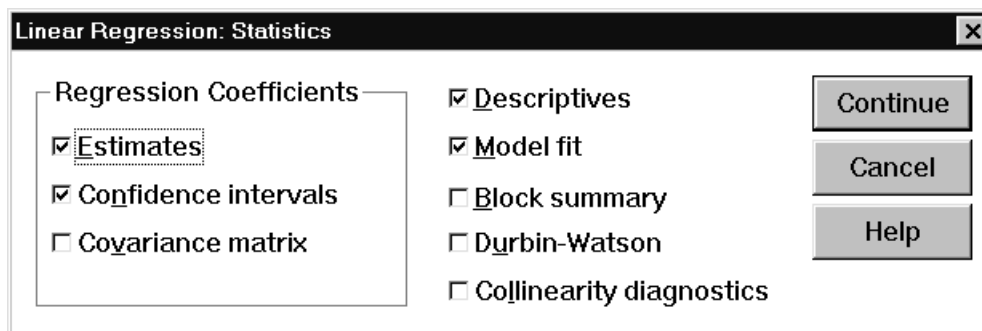 Linear Regression: Statistics
Regression Coefficients
Estimates
Confidence intervals
Covariance matrix
Descriptives
Model fit
Block summary
Durbin-Watson
Collinearity diagnostics
Continue
Cancel
Help